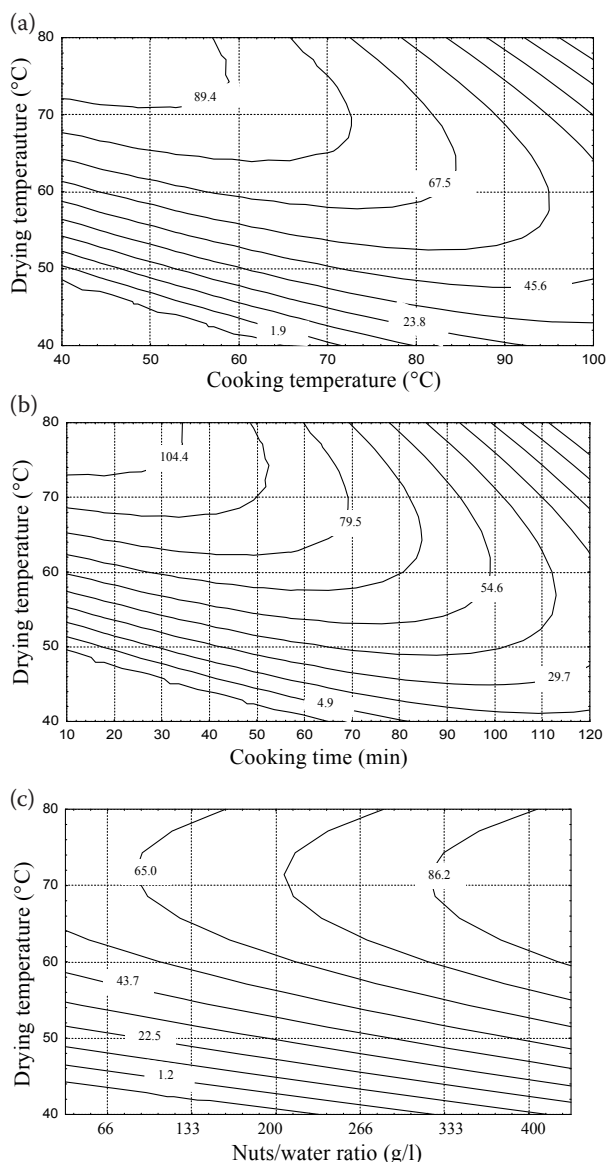 (a)
80
70
60
50
40
Drying temperauture (°C)
89.4
67.5
45.6
23.8
1.9
40 50 60 70 80 90 100
Cooking temperature (°C)
(b)
80
70
60
50
40
Drying temperature (°C)
104.4
79.5
54.6
29.7
4.9
10 20 30 40 50 60 70 80 90 100 110 120
Cooking time (min)
(c)
80
70
60
50
40
Drying temperature (°C)
65.0
86.2
43.7
22.5
1.2
66 133 200 266 333 400
Nuts/water ratio (g/l)